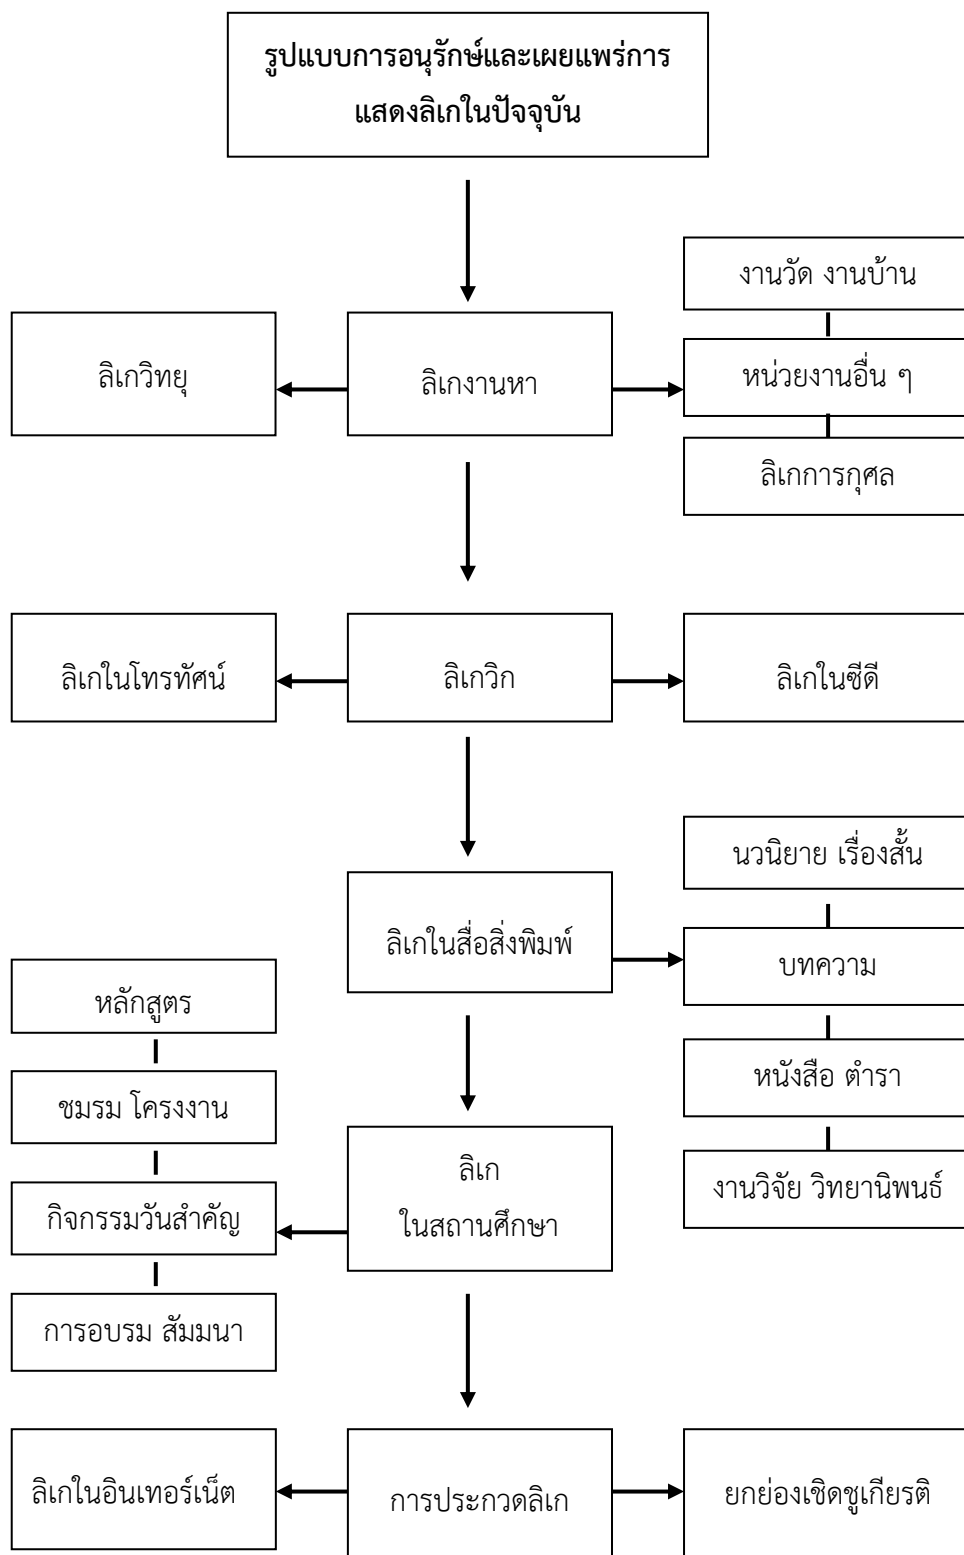 รูปแบบการอนุรักษ์และเผยแพร่การ
แสดงลิเกในปัจจุบัน
งานวัด งานบ้าน
ลิเกวิทยุ
ลิเกงานหา
หน่วยงานอื่น ๆ
ลิเกการกุศล
ลิเกในโทรทัศน์
ลิเกวิก
ลิเกในซีดี
นวนิยาย เรื่องสั้น
ลิเกในสื่อสิ่งพิมพ์
บทความ
หลักสูตร
หนังสือ ตำรา
ชมรม โครงงาน
ลิเก
ในสถานศึกษา
งานวิจัย วิทยานิพนธ์
กิจกรรมวันสำคัญ
การอบรม สัมมนา
ลิเกในอินเทอร์เน็ต
การประกวดลิเก
ยกย่องเชิดชูเกียรติ